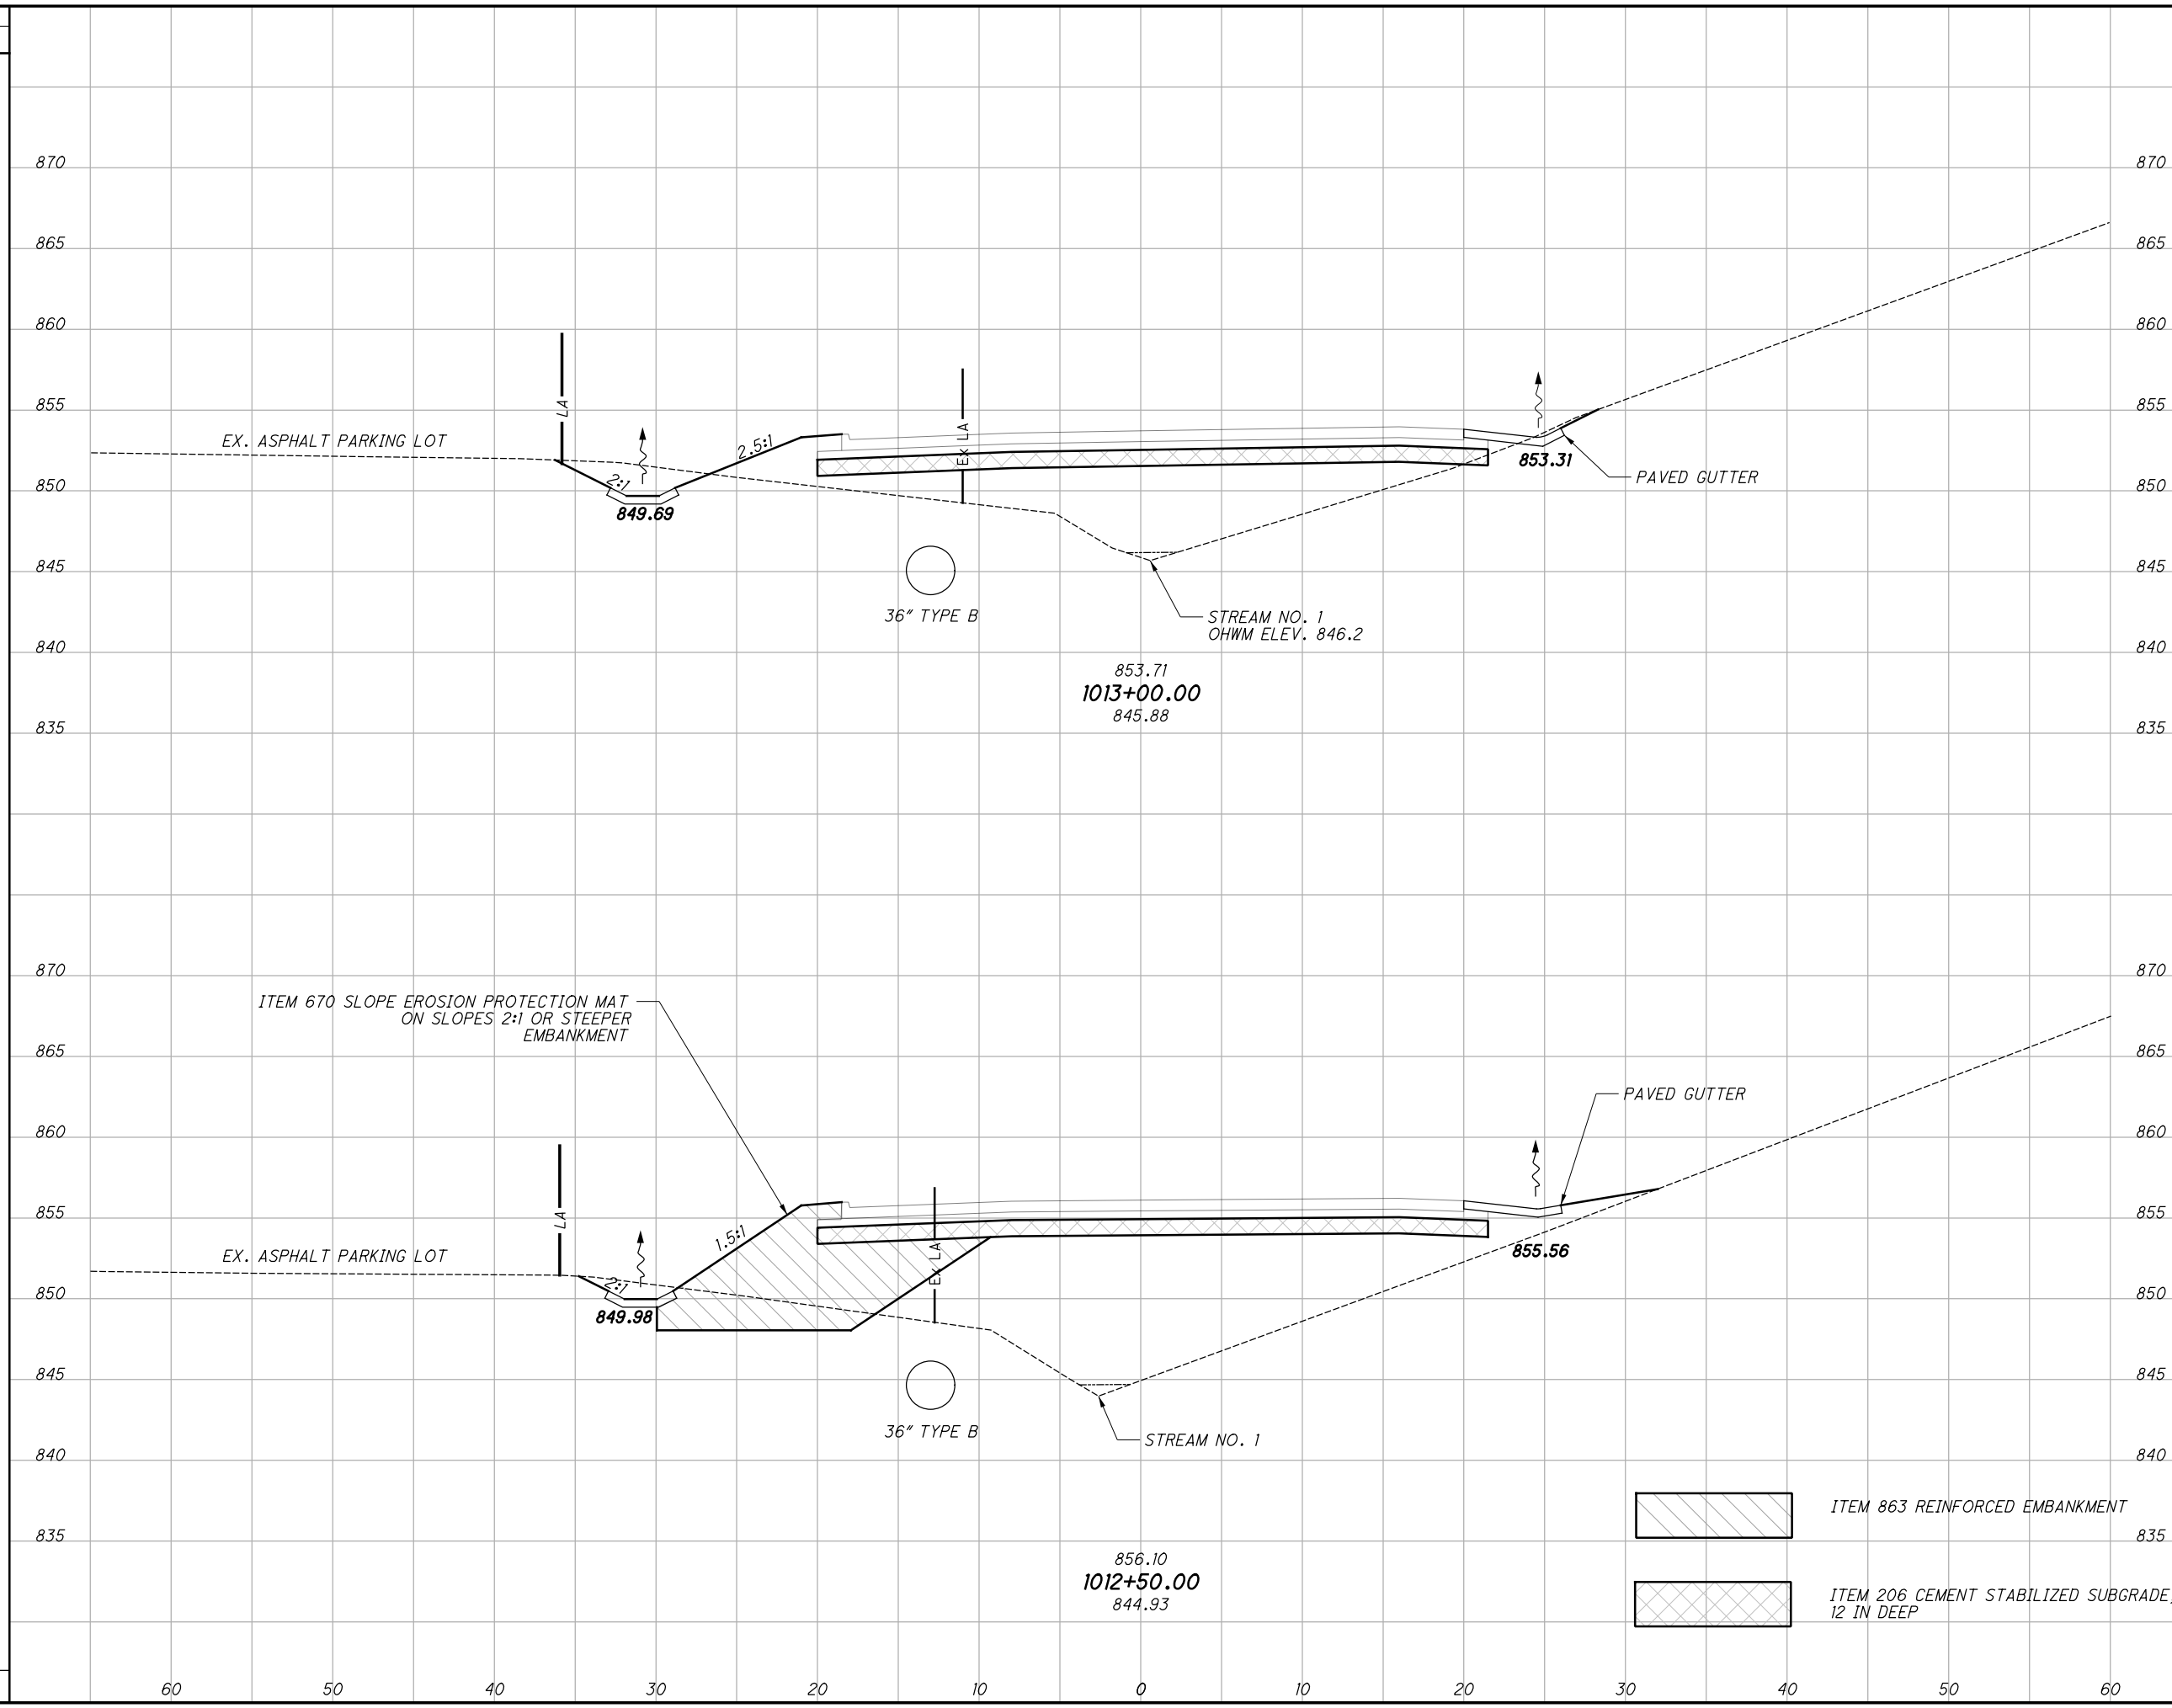 870 870
865 865
860 860
LA
855 855
EX. ASPHALT PARKING LOT
2.5:1
EX LA
853.31
PAVED GUTTER
850 850
2:1
849.69
845 845
36" TYPE B
STREAM NO. 1
OHWM ELEV. 846.2
840 840
853.71
1013+00.00
845.88
835 835
870 870
ITEM 670 SLOPE EROSION PROTECTION MAT
ON SLOPES 2:1 OR STEEPER
EMBANKMENT
865 865
PAVED GUTTER
860 860
LA
855 855
1.5:1
EX LA
855.56
EX. ASPHALT PARKING LOT
850 850
2:1
849.98
845 845
36" TYPE B
STREAM NO. 1
840 840
ITEM 863 REINFORCED EMBANKMENT
835 835
856.10
1012+50.00
844.93
ITEM 206 CEMENT STABILIZED SUBGRADE,
12 IN DEEP
60 50 40 30 20 10 0 10 20 30 40 50 60